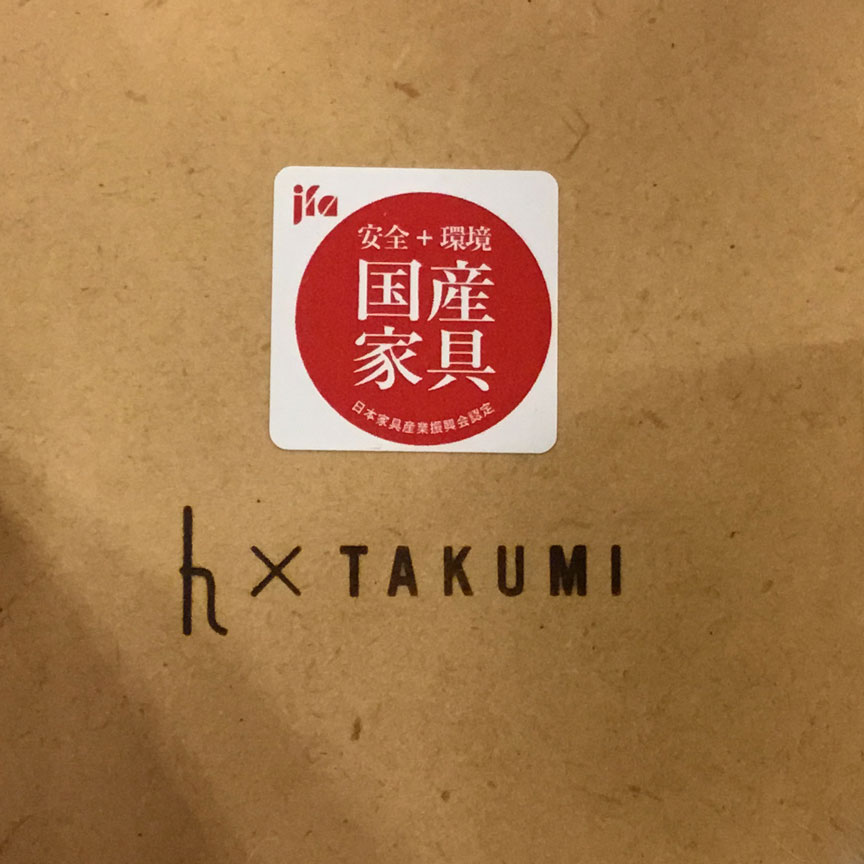 jfa
安全＋環境
国産
家具
日本家具産業振興会認定
h × TAKUMI